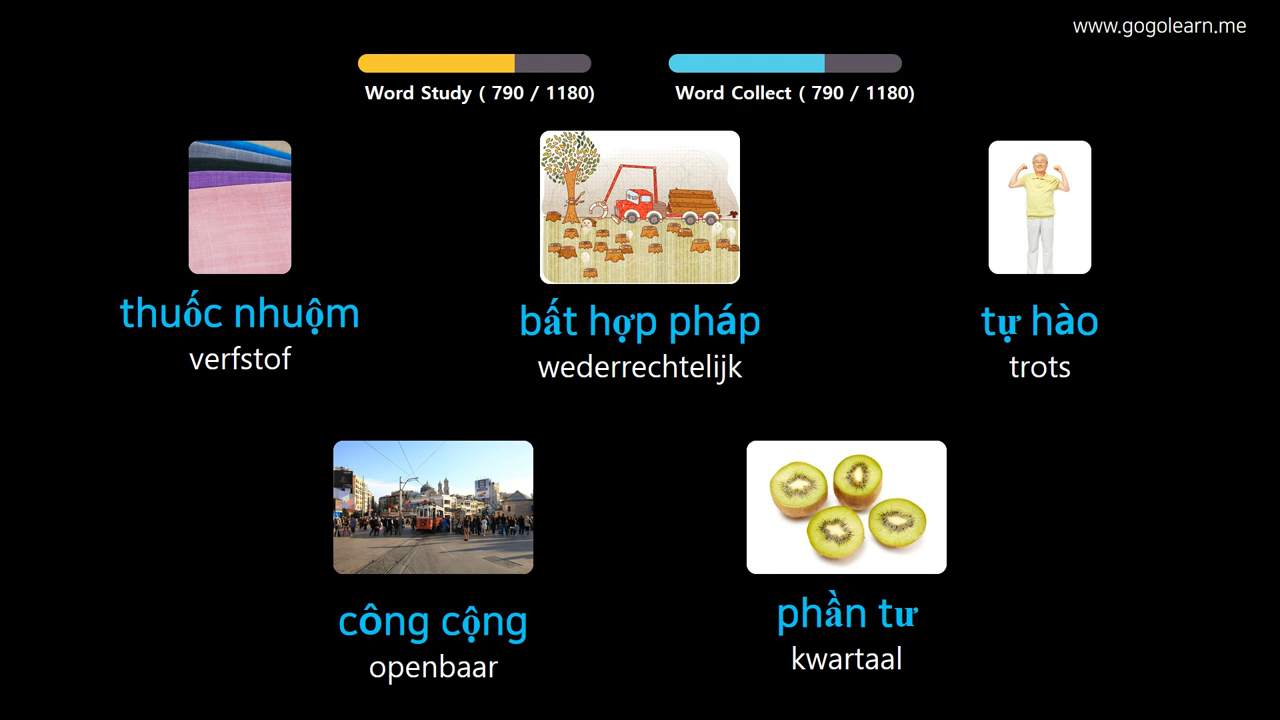 www.gogolearn.me
Word Study ( 790 / 1180)
Word Collect ( 790 / 1180)
thuốc nhuộm
verfstof
bất hợp pháp
wederrechtelijk
tự hào
trots
công cộng
openbaar
phần tư
kwartaal